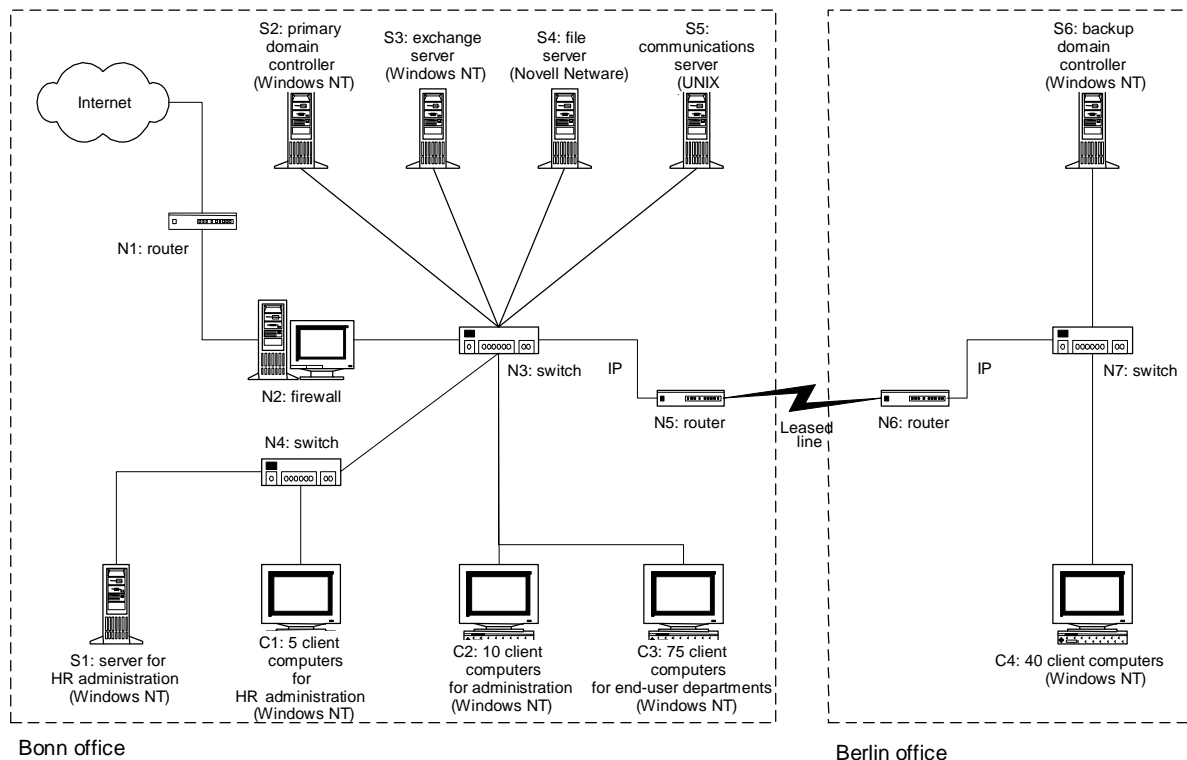 S2: primary
domain
controller
(Windows NT)
S3: exchange
server
(Windows NT)
S4: file
server
(Novell Netware)
S5:
communications
server
(UNIX
S6: backup
domain
controller
(Windows NT)
Internet
N1: router
N2: firewall
N3: switch
IP
N5: router
Leased
line
N6: router
IP
N7: switch
N4: switch
S1: server for
HR administration
(Windows NT)
C1: 5 client
computers
for
HR administration
(Windows NT)
C2: 10 client
computers
for administration
(Windows NT)
C3: 75 client
computers
for end-user departments
(Windows NT)
C4: 40 client computers
(Windows NT)
Bonn office
Berlin office